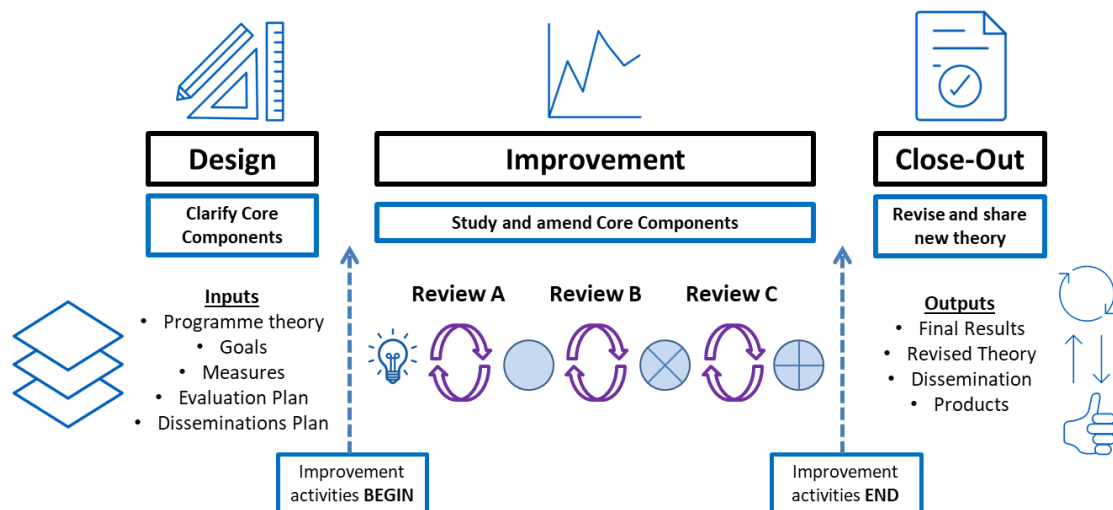 Design
Improvement
Close-Out
Clarify Core
Components
Study and amend Core Components
Revise and share
new theory
Inputs
• Programme theory
• Goals
• Measures
• Evaluation Plan
• Disseminations Plan
Review A
Review B
Review C
Outputs
• Final Results
• Revised Theory
• Dissemination
• Products
Improvement
activities BEGIN
Improvement
activities END